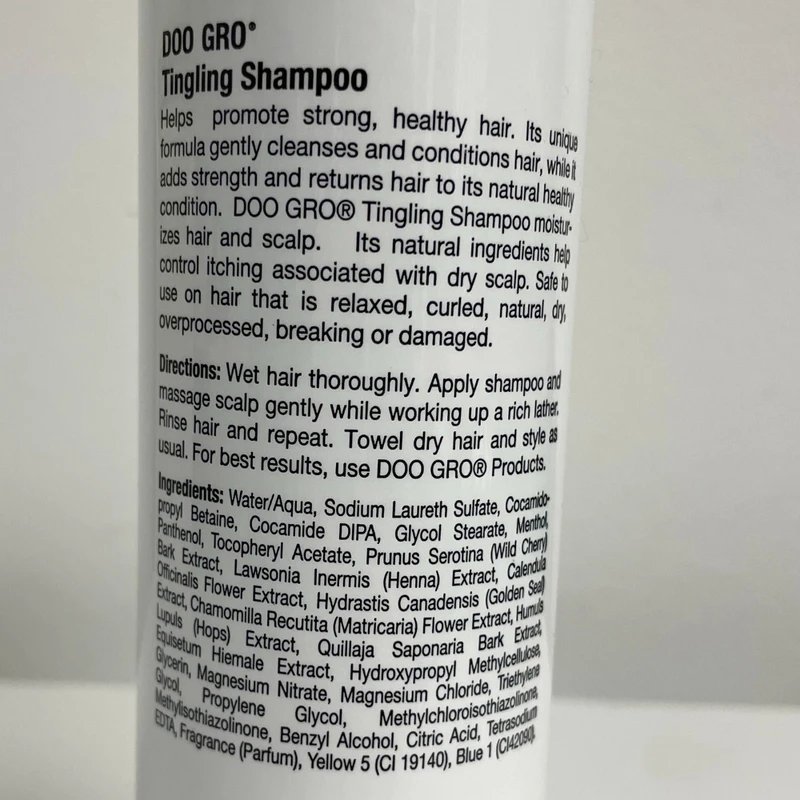 DOO GRO®
Tingling Shampoo
Helps promote strong, healthy hair. Its unique
formula gently cleanses and conditions hair, while it
adds strength and returns hair to its natural healthy
condition. DOO GRO® Tingling Shampoo moistur-
izes hair and scalp. Its natural ingredients help
control itching associated with dry scalp. Safe to
use on hair that is relaxed, curled, natural, dry,
overprocessed, breaking or damaged.
Directions: Wet hair thoroughly. Apply shampoo and
massage scalp gently while working up a rich lather.
Rinse hair and repeat. Towel dry hair and style as
usual. For best results, use DOO GRO® Products.
Ingredients: Water/Aqua, Sodium Laureth Sulfate, Cocamido-
propyl Betaine, Cocamide DIPA, Glycol Stearate, Menthol,
Panthenol, Tocopheryl Acetate, Prunus Serotina (Wild Cherry)
Bark Extract, Lawsonia Inermis (Henna) Extract, Calendula
Officinalis Flower Extract, Hydrastis Canadensis (Golden Seal)
Extract, Chamomilla Recutita (Matricaria) Flower Extract, Humuls
Lupuls (Hops) Extract, Quillaja Saponaria Bark Extract,
Equisetum Hiemale Extract, Hydroxypropyl Methylcellulose,
Glycerin, Magnesium Nitrate, Magnesium Chloride, Triethylene
Glycol, Propylene Glycol, Methylchloroisothiazolinone,
Methylisothiazolinone, Benzyl Alcohol, Citric Acid, Tetrasodium
EDTA, Fragrance (Parfum), Yellow 5 (CI 19140), Blue 1 (CI42090).